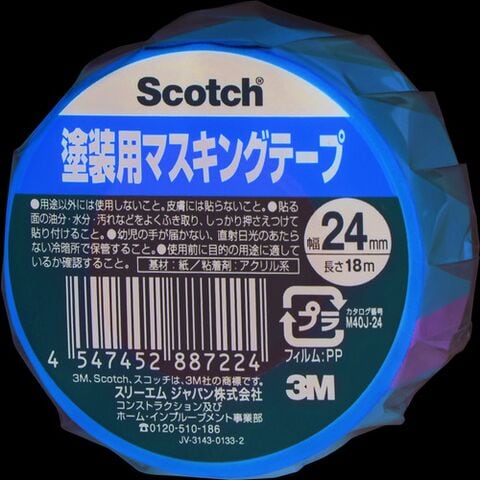 Scotch®
塗装用マスキングテープ
●用途以外には使用しないこと。皮膚には貼らないこと。●貼る
面の油分・水分・汚れなどをよくふき取り、しっかり押さえつけて
貼り付けること。●幼児の手が届かない、直射日光のあたら
ない冷暗所で保管すること。●使用前に目的の用途に適して
いるか確認すること。
基材:紙/粘着剤:アクリル系
幅24mm
長さ18m
プラ
カタログ番号
M40J-24
フィルム:PP
4 547452 887224
3M、Scotch、スコッチは、3M社の商標です。
スリーエム ジャパン株式会社
コンストラクション及び
ホーム・インプルーブメント事業部
☎0120-510-186
JV-3143-0133-2
3M